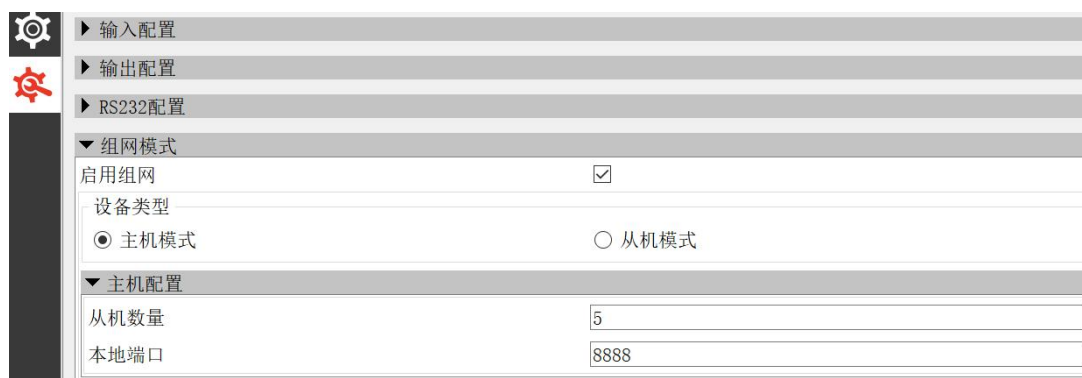 输入配置
输出配置
RS232配置
组网模式
启用组网
设备类型
主机模式 从机模式
主机配置
从机数量 5
本地端口 8888